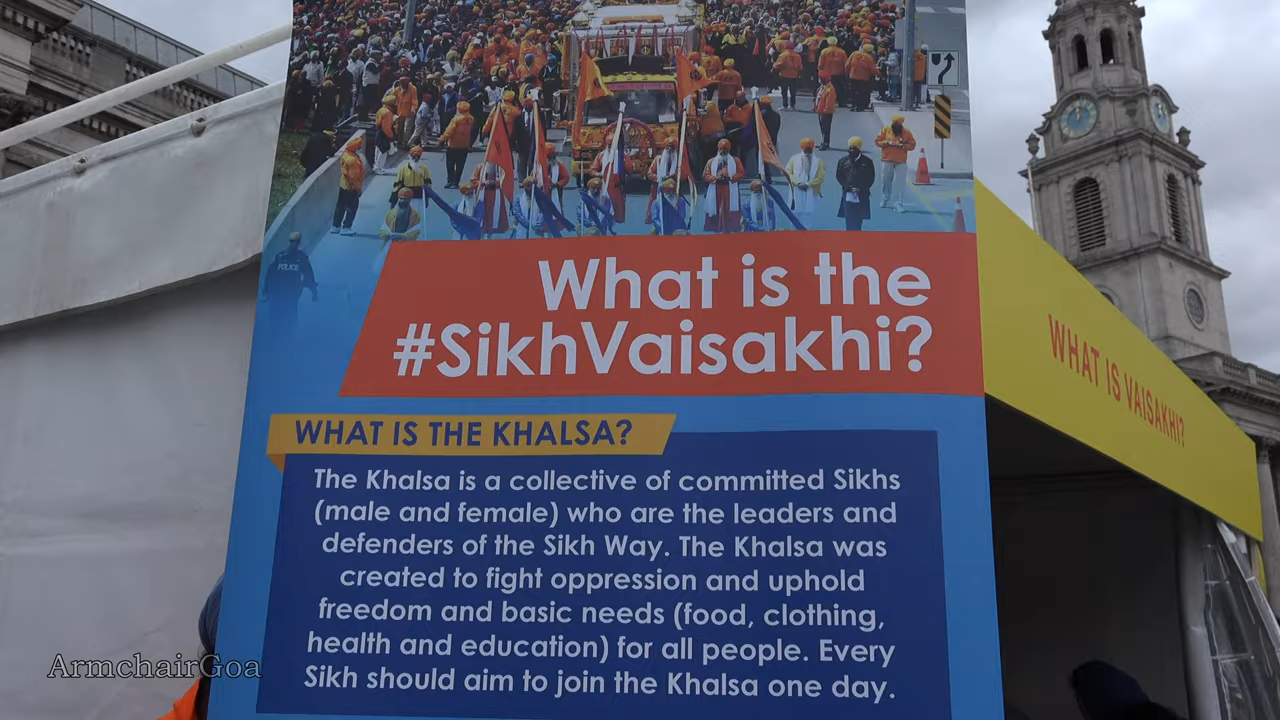 POLICE
What is the
#SikhVaisakhi?
WHAT IS THE KHALSA?
The Khalsa is a collective of committed Sikhs
(male and female) who are the leaders and
defenders of the Sikh Way. The Khalsa was
created to fight oppression and uphold
freedom and basic needs (food, clothing,
health and education) for all people. Every
Sikh should aim to join the Khalsa one day.
WHAT IS VAISAKHI?
ArmchairGoa